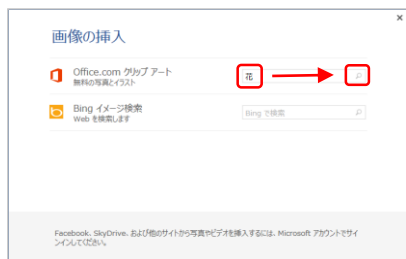 画像の挿入
Office.com クリップ アート
無料の写真とイラスト
花
Bing イメージ検索
Web を検索します
Bing で検索
Facebook、SkyDrive、および他のサイトから写真やビデオを挿入するには、Microsoft アカウントでサイ
ンインしてください。